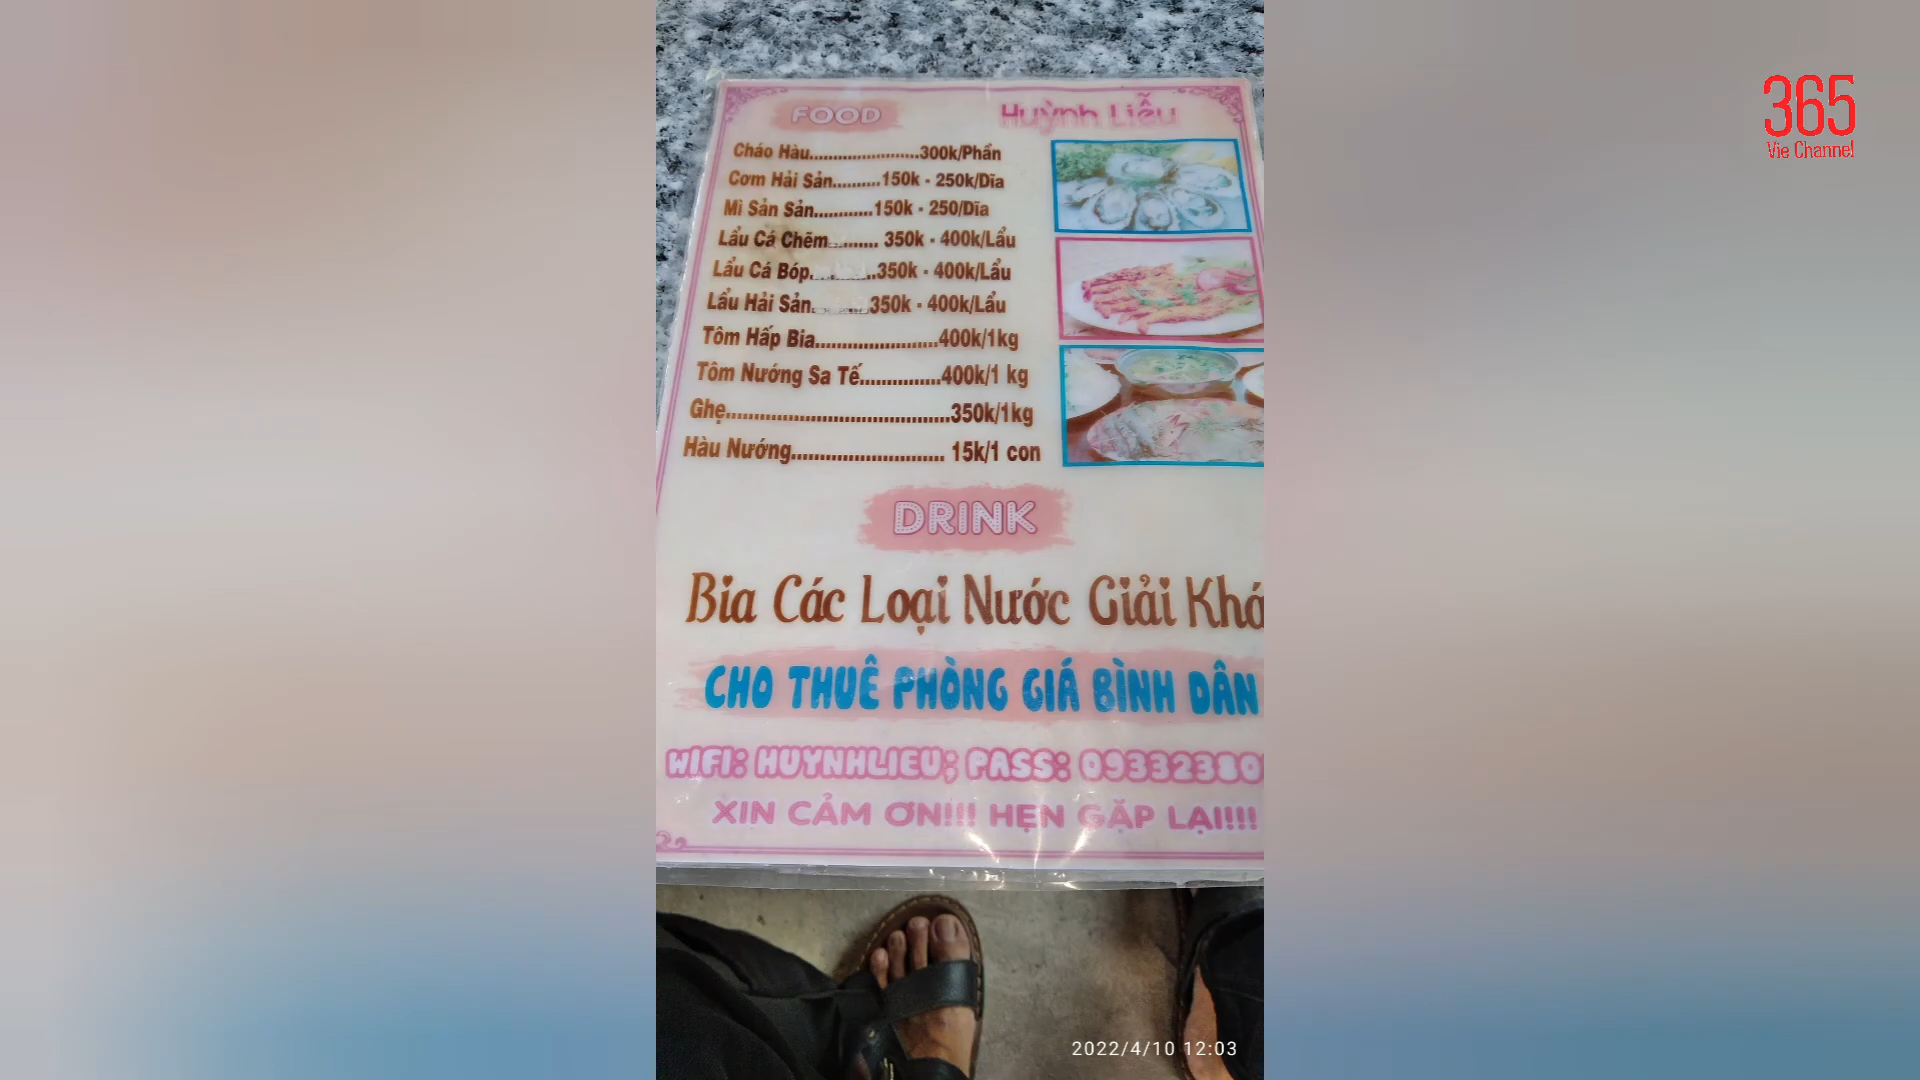 365
Vie Channel
FOOD
Huỳnh Liễu
Cháo Hàu.......................300k/Phần
Cơm Hải Sản..........150k - 250k/Dĩa
Mì Sản Sản............150k - 250/Dĩa
Lẩu Cá Chẽm.......... 350k - 400k/Lẩu
Lẩu Cá Bóp.............350k - 400k/Lẩu
Lẩu Hải Sản............350k - 400k/Lẩu
Tôm Hấp Bia.......................400k/1kg
Tôm Nướng Sa Tế...............400k/1 kg
Ghẹ........................................350k/1kg
Hàu Nướng........................... 15k/1 con
DRINK
Bia Các Loại Nước Giải Khá
CHO THUÊ PHÒNG GIÁ BÌNH DÂN
WIFI: HUYNHLIEU; PASS: 09332380
XIN CẢM ƠN!!! HẸN GẶP LẠI!!!
2022/4/10 12:03